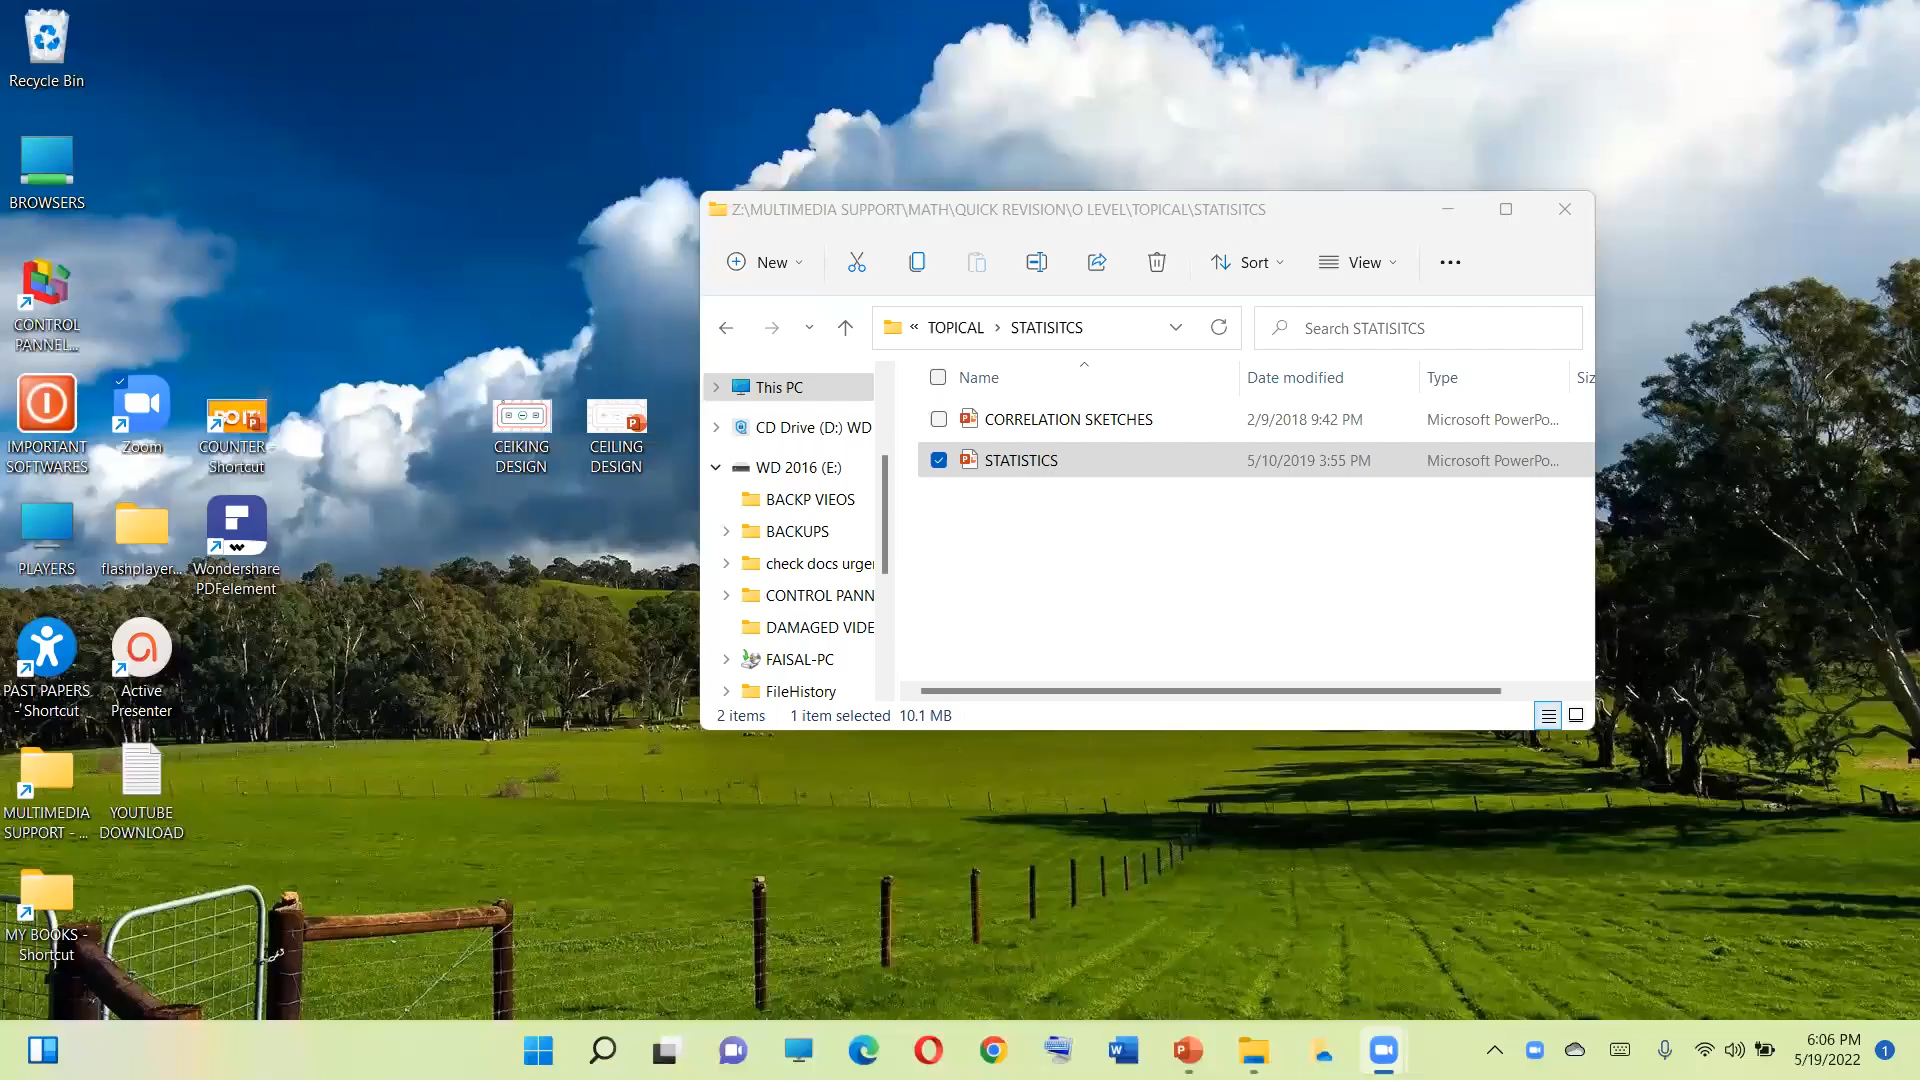 Recycle Bin
BROWSERS
CONTROL
PANNEL...
IMPORTANT
SOFTWARES
Zoom
COUNTER -
Shortcut
CEIKING
DESIGN
CEILING
DESIGN
PLAYERS
flashplayer...
Wondershare
PDFelement
PAST PAPERS
- Shortcut
Active
Presenter
MULTIMEDIA
SUPPORT - ...
YOUTUBE
DOWNLOAD
MY BOOKS -
Shortcut
Z:\MULTIMEDIA SUPPORT\MATH\QUICK REVISION\O LEVEL\TOPICAL\STATISITCS
New
Sort
View
« TOPICAL > STATISITCS
Search STATISITCS
This PC
CD Drive (D:) WD
WD 2016 (E:)
BACKP VIEOS
BACKUPS
check docs urger
CONTROL PANN
DAMAGED VIDE
FAISAL-PC
FileHistory
Name Date modified Type Siz
CORRELATION SKETCHES 2/9/2018 9:42 PM Microsoft PowerPo...
STATISTICS 5/10/2019 3:55 PM Microsoft PowerPo...
2 items 1 item selected 10.1 MB
6:06 PM
5/19/2022
1